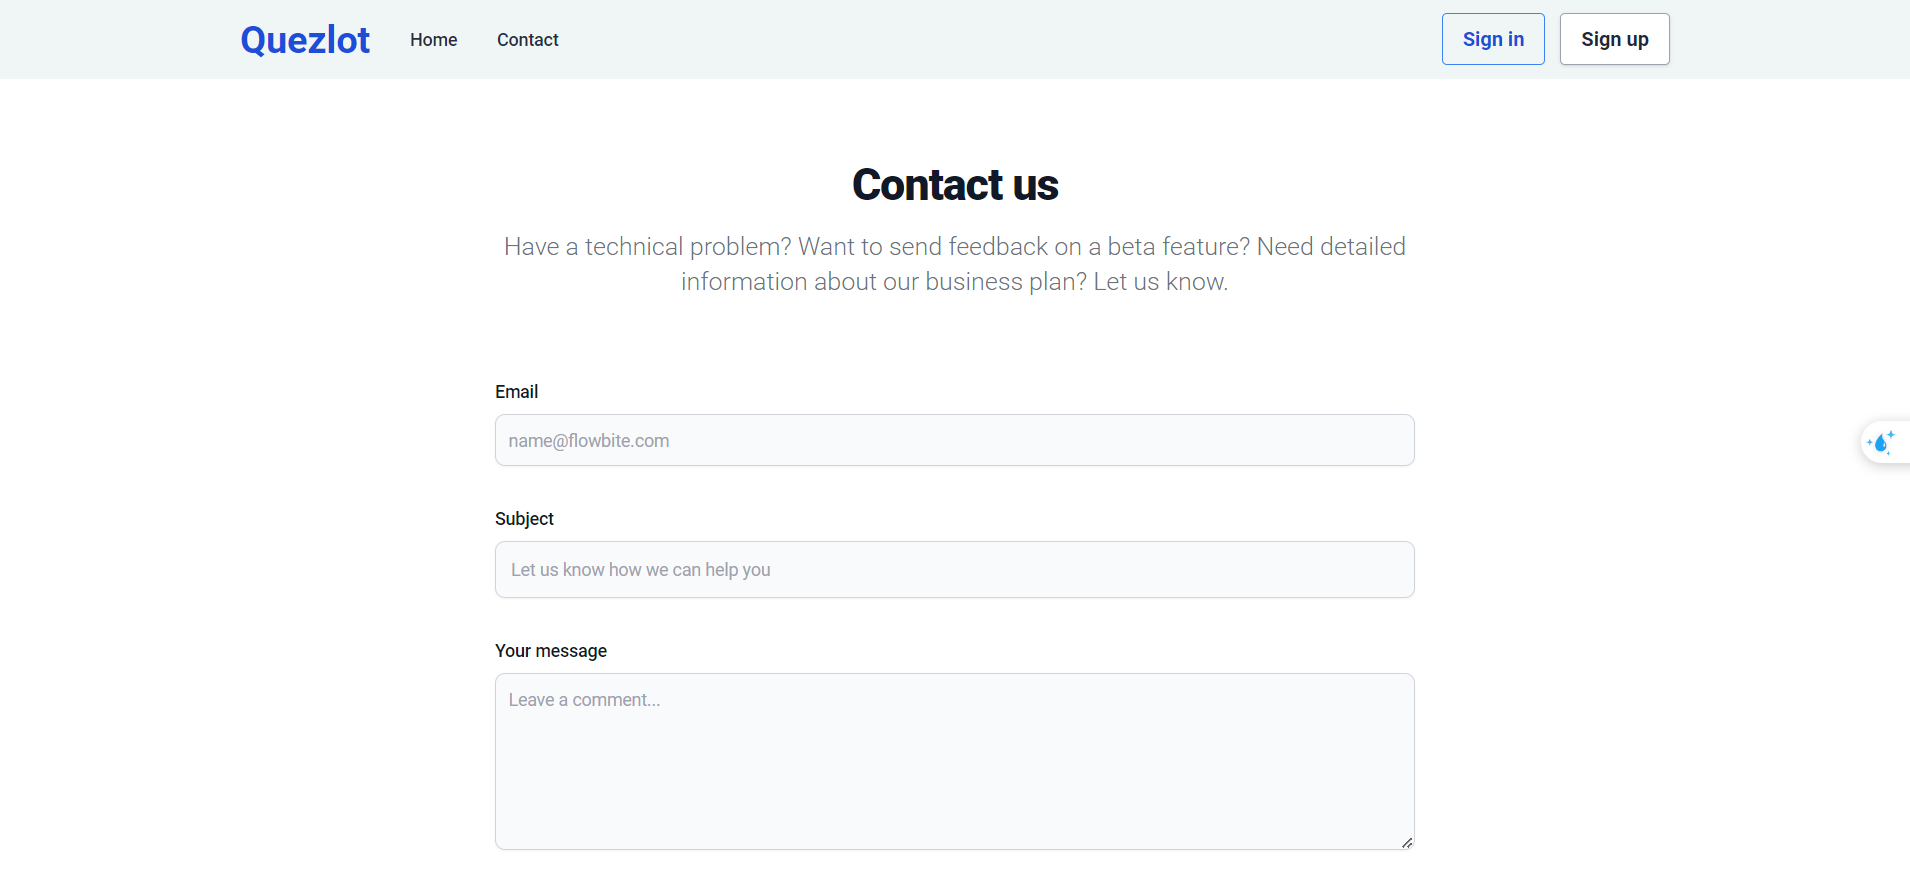 Quezlot Home Contact Sign in Sign up
Contact us
Have a technical problem? Want to send feedback on a beta feature? Need detailed
information about our business plan? Let us know.
Email
name@flowbite.com
Subject
Let us know how we can help you
Your message
Leave a comment...